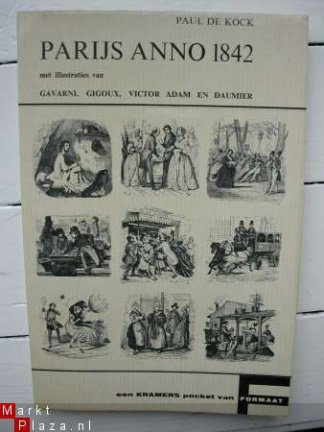 PAUL DE KOCK
PARIJS ANNO 1842
met illustraties van
GAVARNI, GIGOUX, VICTOR ADAM EN DAUMIER
een KRAMERS pocket van FORMAAT
Markt
Plaza.nl